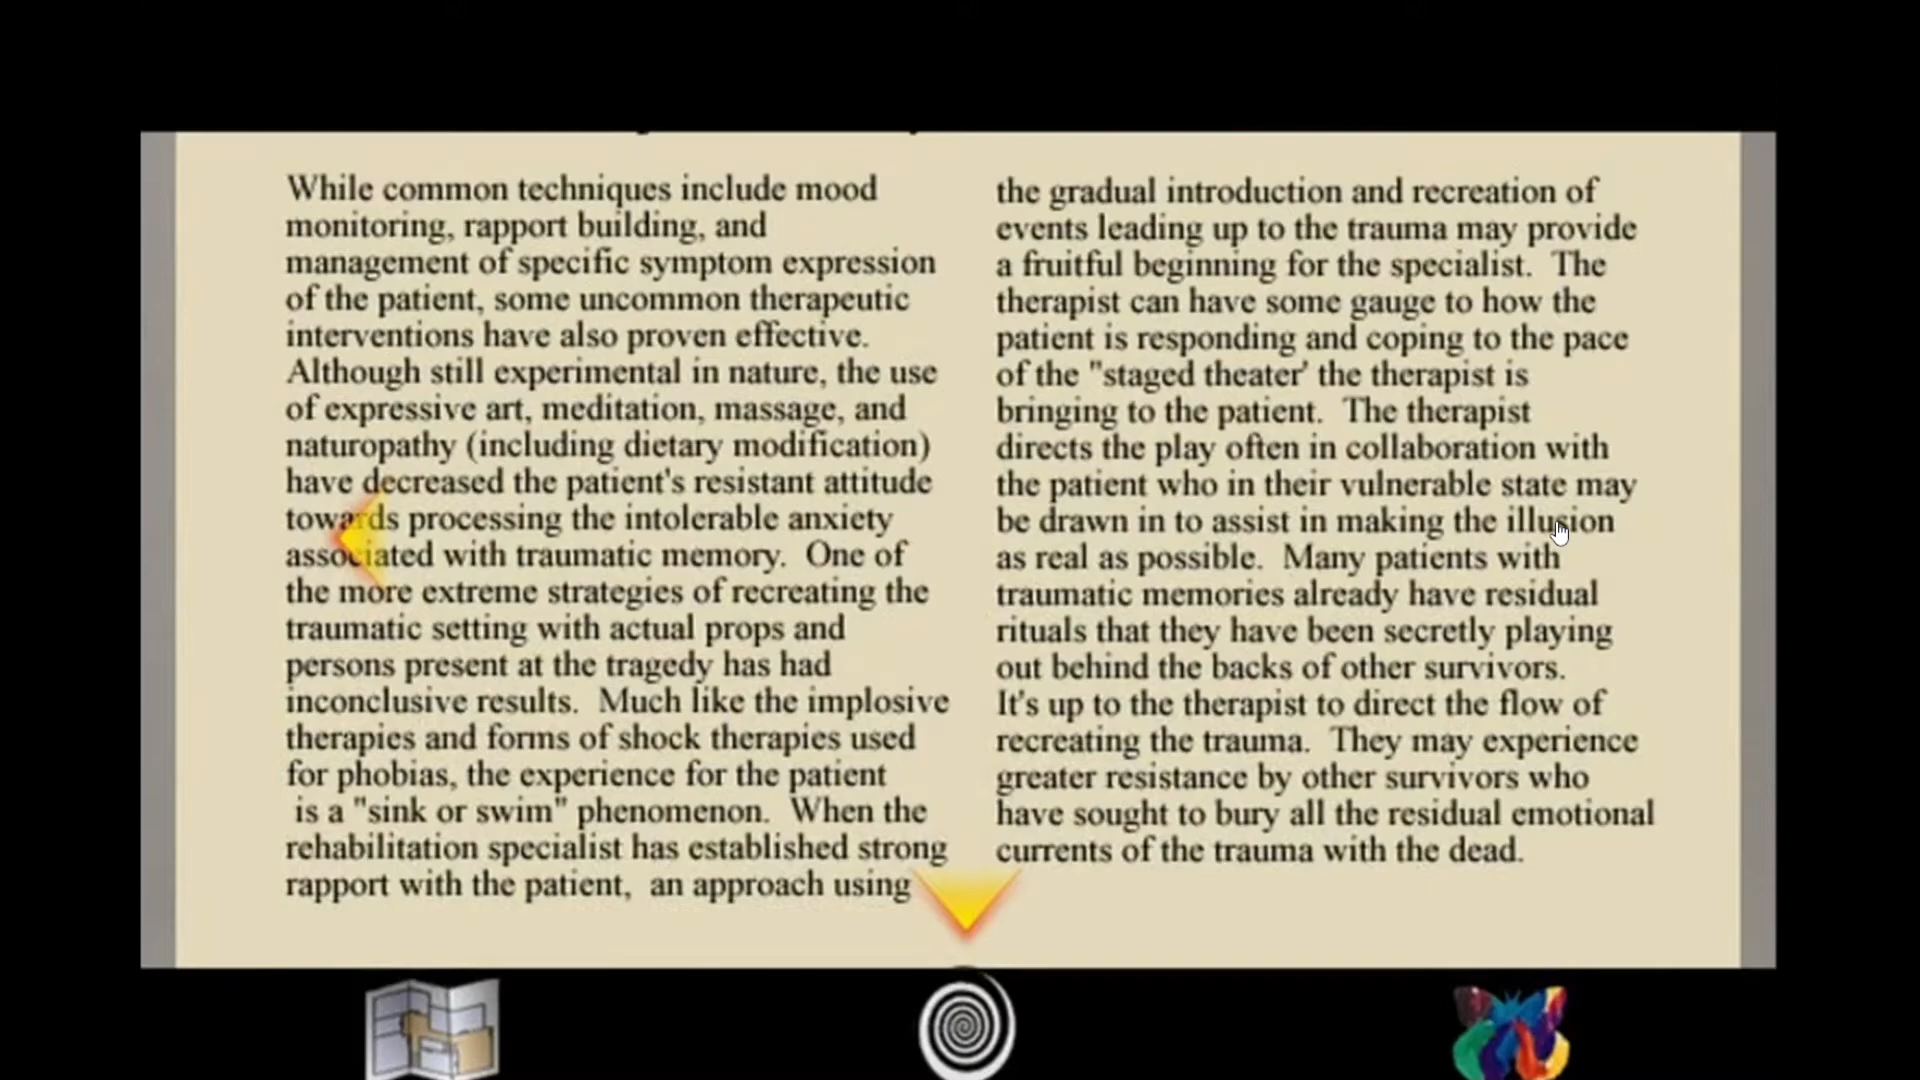 While common techniques include mood
monitoring, rapport building, and
management of specific symptom expression
of the patient, some uncommon therapeutic
interventions have also proven effective.
Although still experimental in nature, the use
of expressive art, meditation, massage, and
naturopathy (including dietary modification)
have decreased the patient's resistant attitude
towards processing the intolerable anxiety
associated with traumatic memory.  One of
the more extreme strategies of recreating the
traumatic setting with actual props and
persons present at the tragedy has had
inconclusive results.  Much like the implosive
therapies and forms of shock therapies used
for phobias, the experience for the patient
is a "sink or swim" phenomenon.  When the
rehabilitation specialist has established strong
rapport with the patient,  an approach using
the gradual introduction and recreation of
events leading up to the trauma may provide
a fruitful beginning for the specialist.  The
therapist can have some gauge to how the
patient is responding and coping to the pace
of the "staged theater' the therapist is
bringing to the patient.  The therapist
directs the play often in collaboration with
the patient who in their vulnerable state may
be drawn in to assist in making the illusion
as real as possible.  Many patients with
traumatic memories already have residual
rituals that they have been secretly playing
out behind the backs of other survivors.
It's up to the therapist to direct the flow of
recreating the trauma.  They may experience
greater resistance by other survivors who
have sought to bury all the residual emotional
currents of the trauma with the dead.